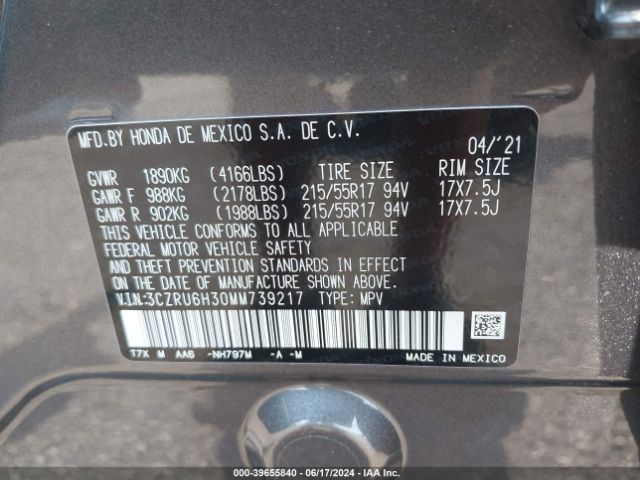 MFD.BY HONDA DE MEXICO S.A. DE C.V. 04/'21
GVWR 1890KG (4166LBS) TIRE SIZE RIM SIZE
GAWR F 988KG (2178LBS) 215/55R17 94V 17X7.5J
GAWR R 902KG (1988LBS) 215/55R17 94V 17X7.5J
THIS VEHICLE CONFORMS TO ALL APPLICABLE
FEDERAL MOTOR VEHICLE SAFETY
AND THEFT PREVENTION STANDARDS IN EFFECT
ON THE DATE OF MANUFACTURE SHOWN ABOVE.
V.I.N:3CZRU6H30MM739217 TYPE: MPV
T7X M AA6 -NH797M -A -M
MADE IN MEXICO
000-39655840 - 06/17/2024 - IAA Inc.